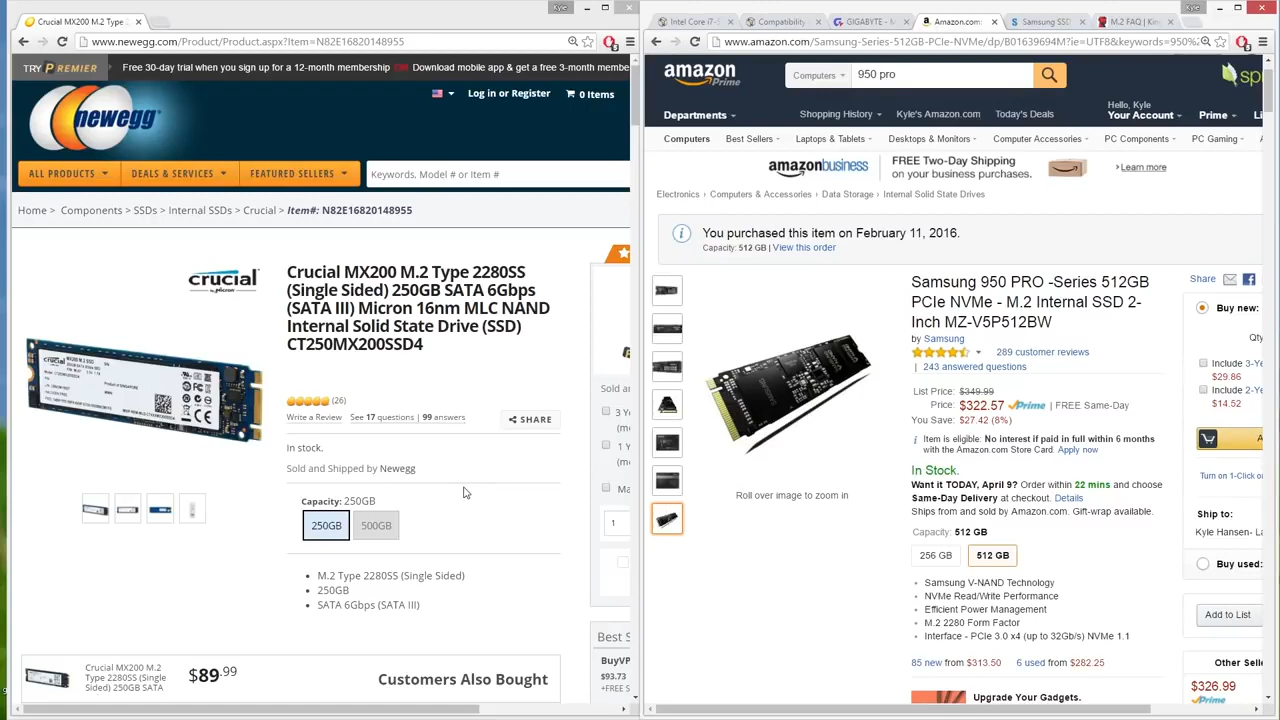 Crucial MX200 M.2 Type 2
Kyle
www.newegg.com/Product/Product.aspx?Item=N82E16820148955
TRY PREMIER
Free 30-day trial when you sign up for a 12-month membership OR Download mobile app & get a free 3-month membe
newegg
Log in or Register
0 Items
ALL PRODUCTS
DEALS & SERVICES
FEATURED SELLERS
Keywords, Model # or Item #
Home > Components > SSDs > Internal SSDs > Crucial > Item#: N82E16820148955
crucial
by Micron
Crucial MX200 M.2 Type 2280SS
(Single Sided) 250GB SATA 6Gbps
(SATA III) Micron 16nm MLC NAND
Internal Solid State Drive (SSD)
CT250MX200SSD4
(26)
Write a Review
See 17 questions | 99 answers
SHARE
In stock.
Sold and Shipped by Newegg
Capacity: 250GB
250GB
500GB
M.2 Type 2280SS (Single Sided)
250GB
SATA 6Gbps (SATA III)
Sold an
3 Ye
(mo
1 Y
(mo
Ma
1
Best S
BuyVP
$93.73
+FREE S
Crucial MX200 M.2
Type 2280SS (Single
Sided) 250GB SATA
$89.99
Customers Also Bought
Intel Core i7-5
Compatibility
GIGABYTE - M
Amazon.com:
Samsung SSD
M.2 FAQ | King
Kyle
www.amazon.com/Samsung-Series-512GB-PCIe-NVMe/dp/B01639694M?ie=UTF8&keywords=950%
amazon
Prime
Computers
950 pro
spr
Departments
Shopping History
Kyle's Amazon.com
Today's Deals
Hello, Kyle
Your Account
Prime
Li
Computers
Best Sellers
Laptops & Tablets
Desktops & Monitors
Computer Accessories
PC Components
PC Gaming
amazonbusiness
FREE Two-Day Shipping
on your business purchases.
Learn more
Electronics › Computers & Accessories › Data Storage › Internal Solid State Drives
You purchased this item on February 11, 2016.
Capacity: 512 GB | View this order
Samsung 950 PRO -Series 512GB
PCIe NVMe - M.2 Internal SSD 2-
Inch MZ-V5P512BW
by Samsung
289 customer reviews
| 243 answered questions
List Price: $349.99
Price: $322.57 Prime | FREE Same-Day
You Save: $27.42 (8%)
Item is eligible: No interest if paid in full within 6 months
with the Amazon.com Store Card. Apply now
In Stock.
Want it TODAY, April 9? Order within 22 mins and choose
Same-Day Delivery at checkout. Details
Ships from and sold by Amazon.com. Gift-wrap available.
Capacity: 512 GB
256 GB
512 GB
Samsung V-NAND Technology
NVMe Read/Write Performance
Efficient Power Management
M.2 2280 Form Factor
Interface - PCIe 3.0 x4 (up to 32Gb/s) NVMe 1.1
85 new from $313.50
6 used from $282.25
Upgrade Your Gadgets.
Roll over image to zoom in
Share
Buy new:
Qty
Include 3-Ye
$29.86
Include 2-Ye
$14.52
A
Turn on 1-Click o
Ship to:
Kyle Hansen- La
Buy used:
Add to List
Other Selle
$326.99
Prime